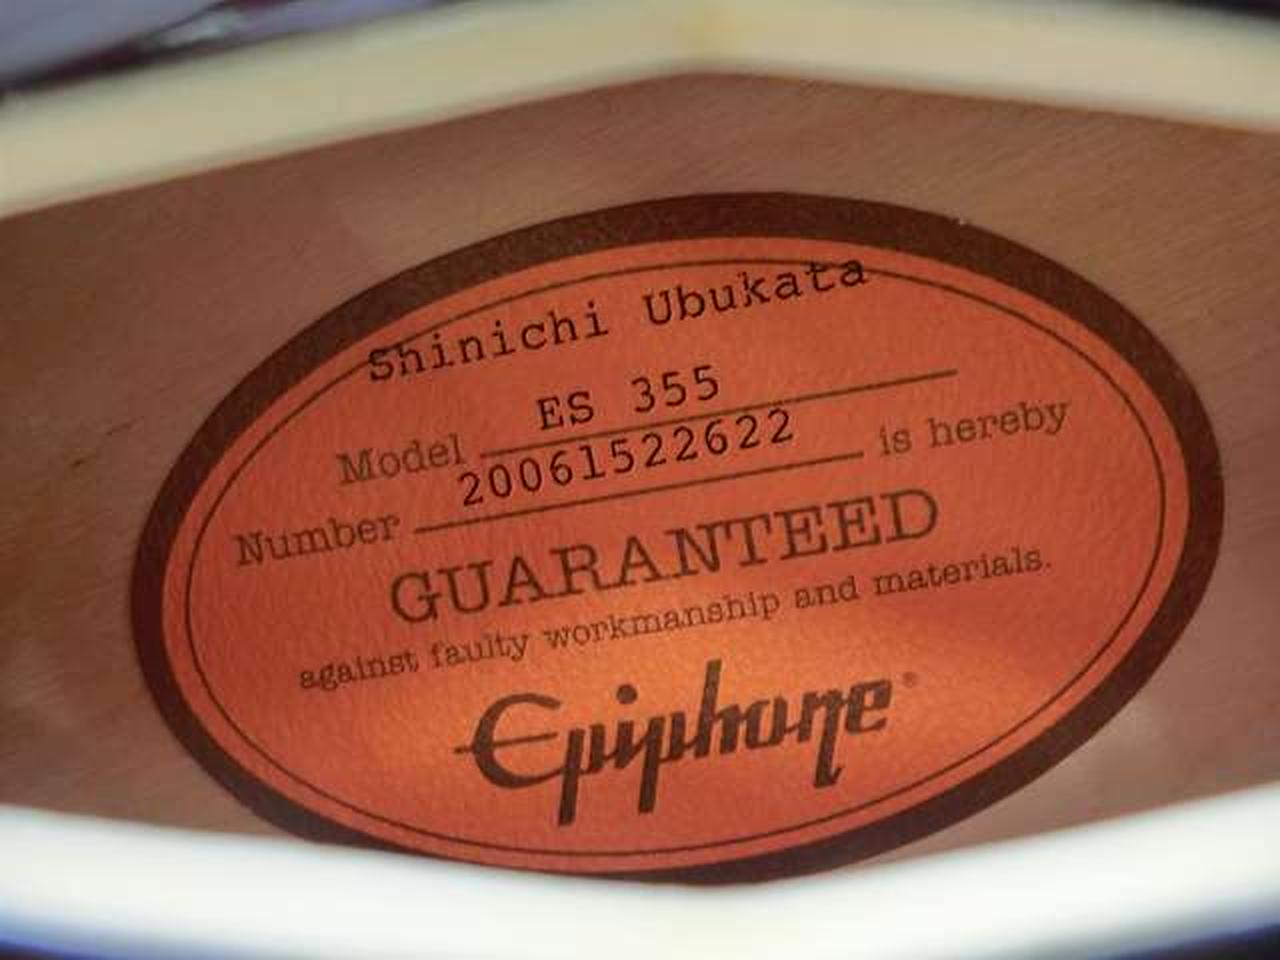 Shinichi Ubukata
Model ES 355
Number 20061522622 is hereby
GUARANTEED
against faulty workmanship and materials.
Epiphone®